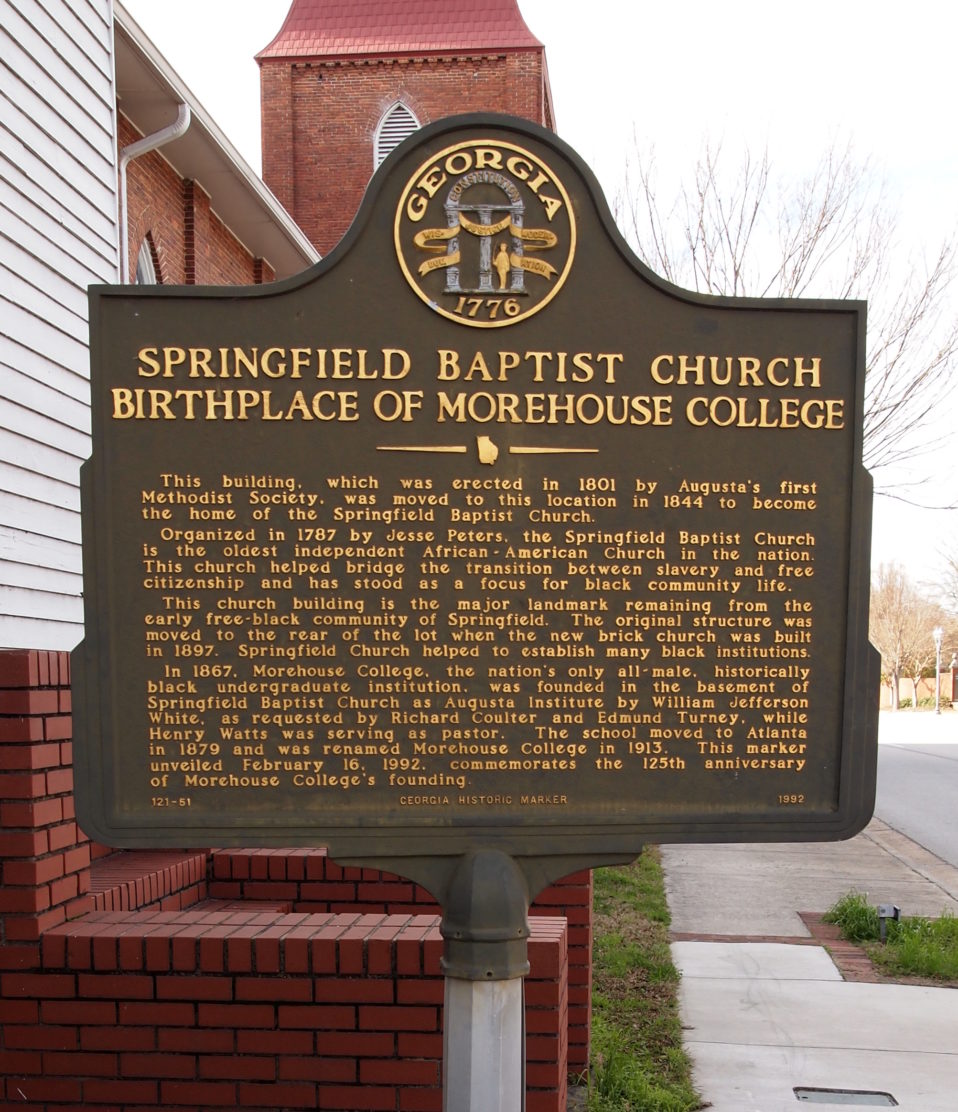 GEORGIA
CONSTITUTION
WISDOM JUSTICE MODERATION
1776
SPRINGFIELD BAPTIST CHURCH
BIRTHPLACE OF MOREHOUSE COLLEGE
This building, which was erected in 1801 by Augusta's first
Methodist Society, was moved to this location in 1844 to become
the home of the Springfield Baptist Church.
Organized in 1787 by Jesse Peters, the Springfield Baptist Church
is the oldest independent African-American Church in the nation.
This church helped bridge the transition between slavery and free
citizenship and has stood as a focus for black community life.
This church building is the major landmark remaining from the
early free-black community of Springfield. The original structure was
moved to the rear of the lot when the new brick church was built
in 1897. Springfield Church helped to establish many black institutions.
In 1867, Morehouse College, the nation's only all-male, historically
black undergraduate institution, was founded in the basement of
Springfield Baptist Church as Augusta Institute by William Jefferson
White, as requested by Richard Coulter and Edmund Turney, while
Henry Watts was serving as pastor. The school moved to Atlanta
in 1879 and was renamed Morehouse College in 1913. This marker
unveiled February 16, 1992, commemorates the 125th anniversary
of Morehouse College's founding.
121-51 GEORGIA HISTORIC MARKER 1992